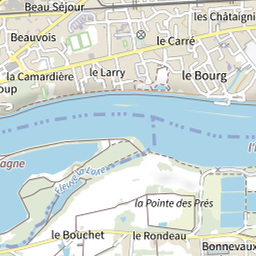 Beau Séjour
les Châtaigni
Beauvois
le Carré
la Camardière
le Larry
le Bourg
oup
l'I
agne
Fleuve la Loire
la Pointe des Prés
le Bouchet
le Rondeau
Bonnevaux